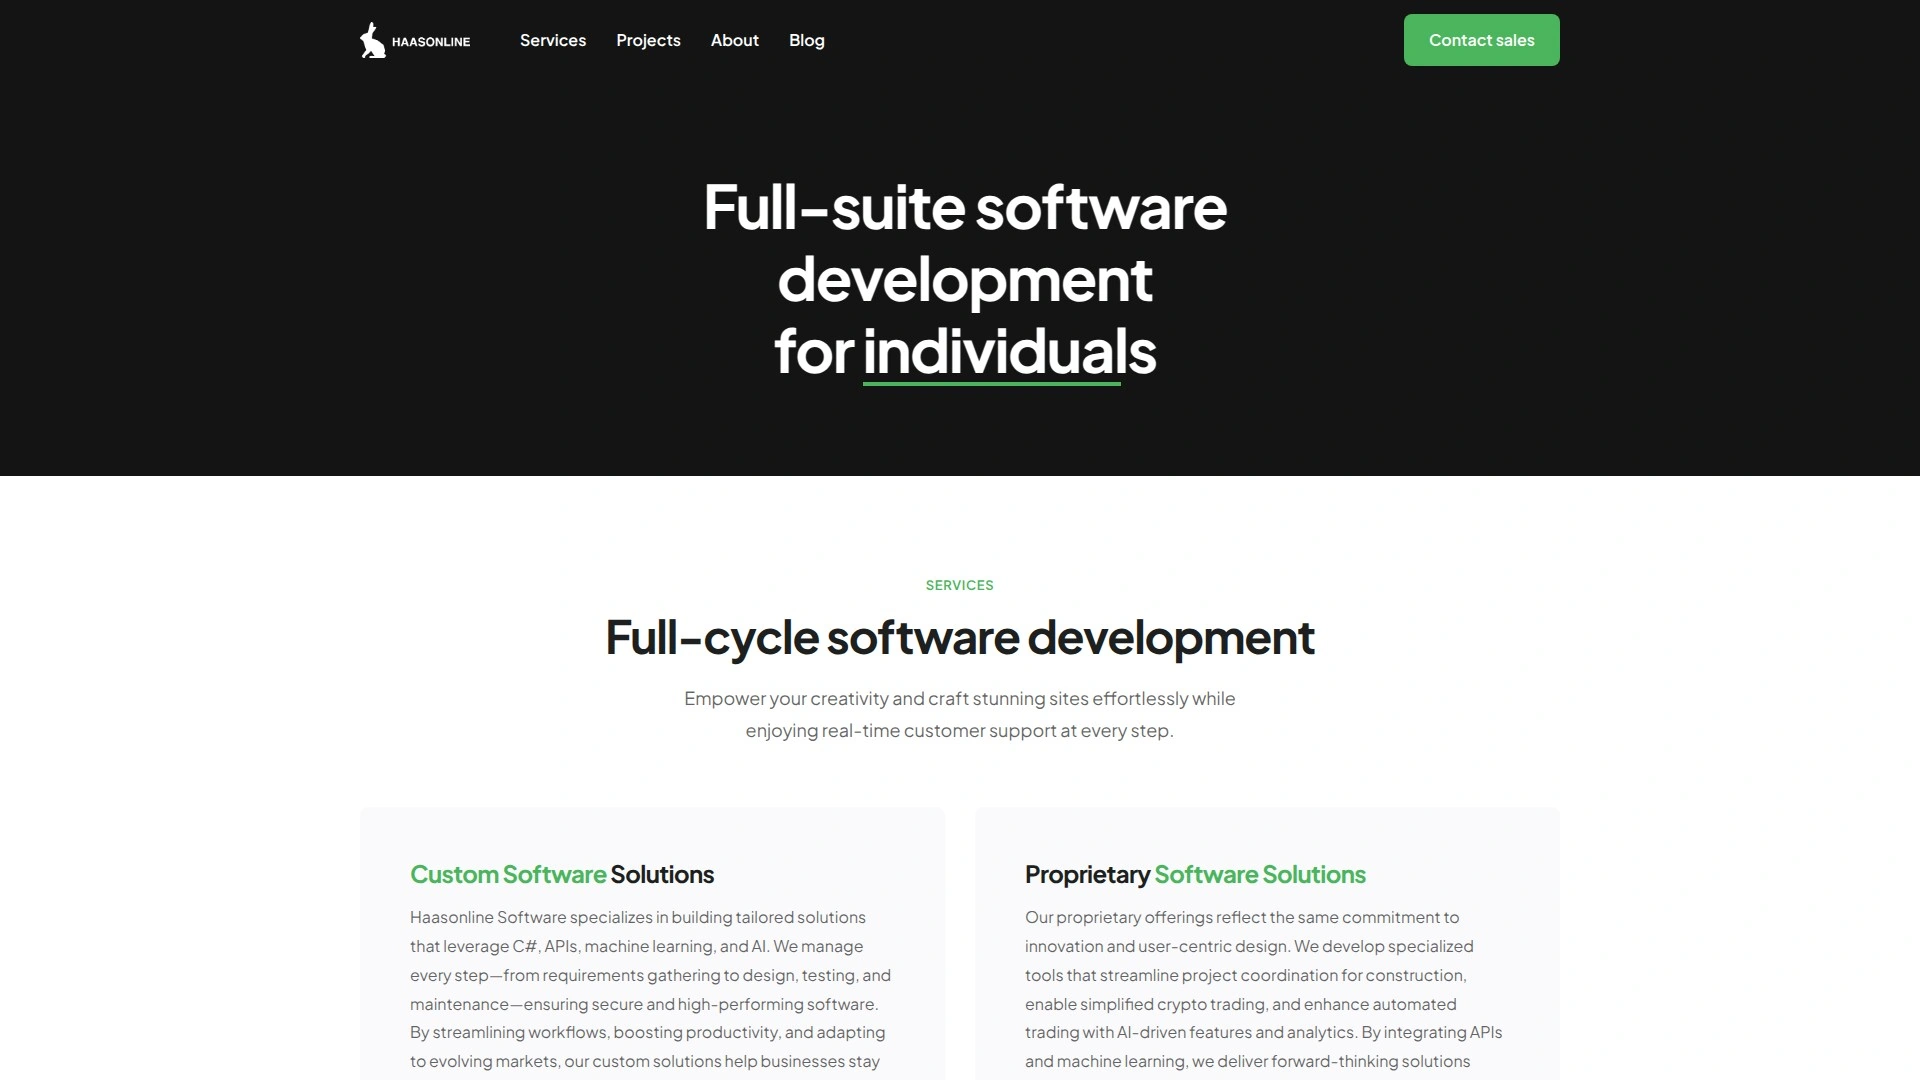 HAASONLINE
Services
Projects
About
Blog
Contact sales
Full-suite software
development
for individuals
SERVICES
Full-cycle software development
Empower your creativity and craft stunning sites effortlessly while
enjoying real-time customer support at every step.
Custom Software Solutions
Haasonline Software specializes in building tailored solutions
that leverage C#, APIs, machine learning, and AI. We manage
every step—from requirements gathering to design, testing, and
maintenance—ensuring secure and high-performing software.
By streamlining workflows, boosting productivity, and adapting
to evolving markets, our custom solutions help businesses stay
Proprietary Software Solutions
Our proprietary offerings reflect the same commitment to
innovation and user-centric design. We develop specialized
tools that streamline project coordination for construction,
enable simplified crypto trading, and enhance automated
trading with AI-driven features and analytics. By integrating APIs
and machine learning, we deliver forward-thinking solutions